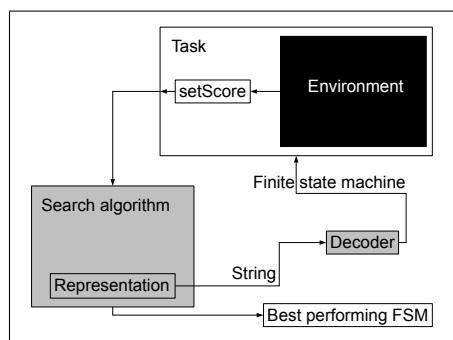 Task
Environment
setScore
Finite state machine
Search algorithm
Decoder
String
Representation
Best performing FSM